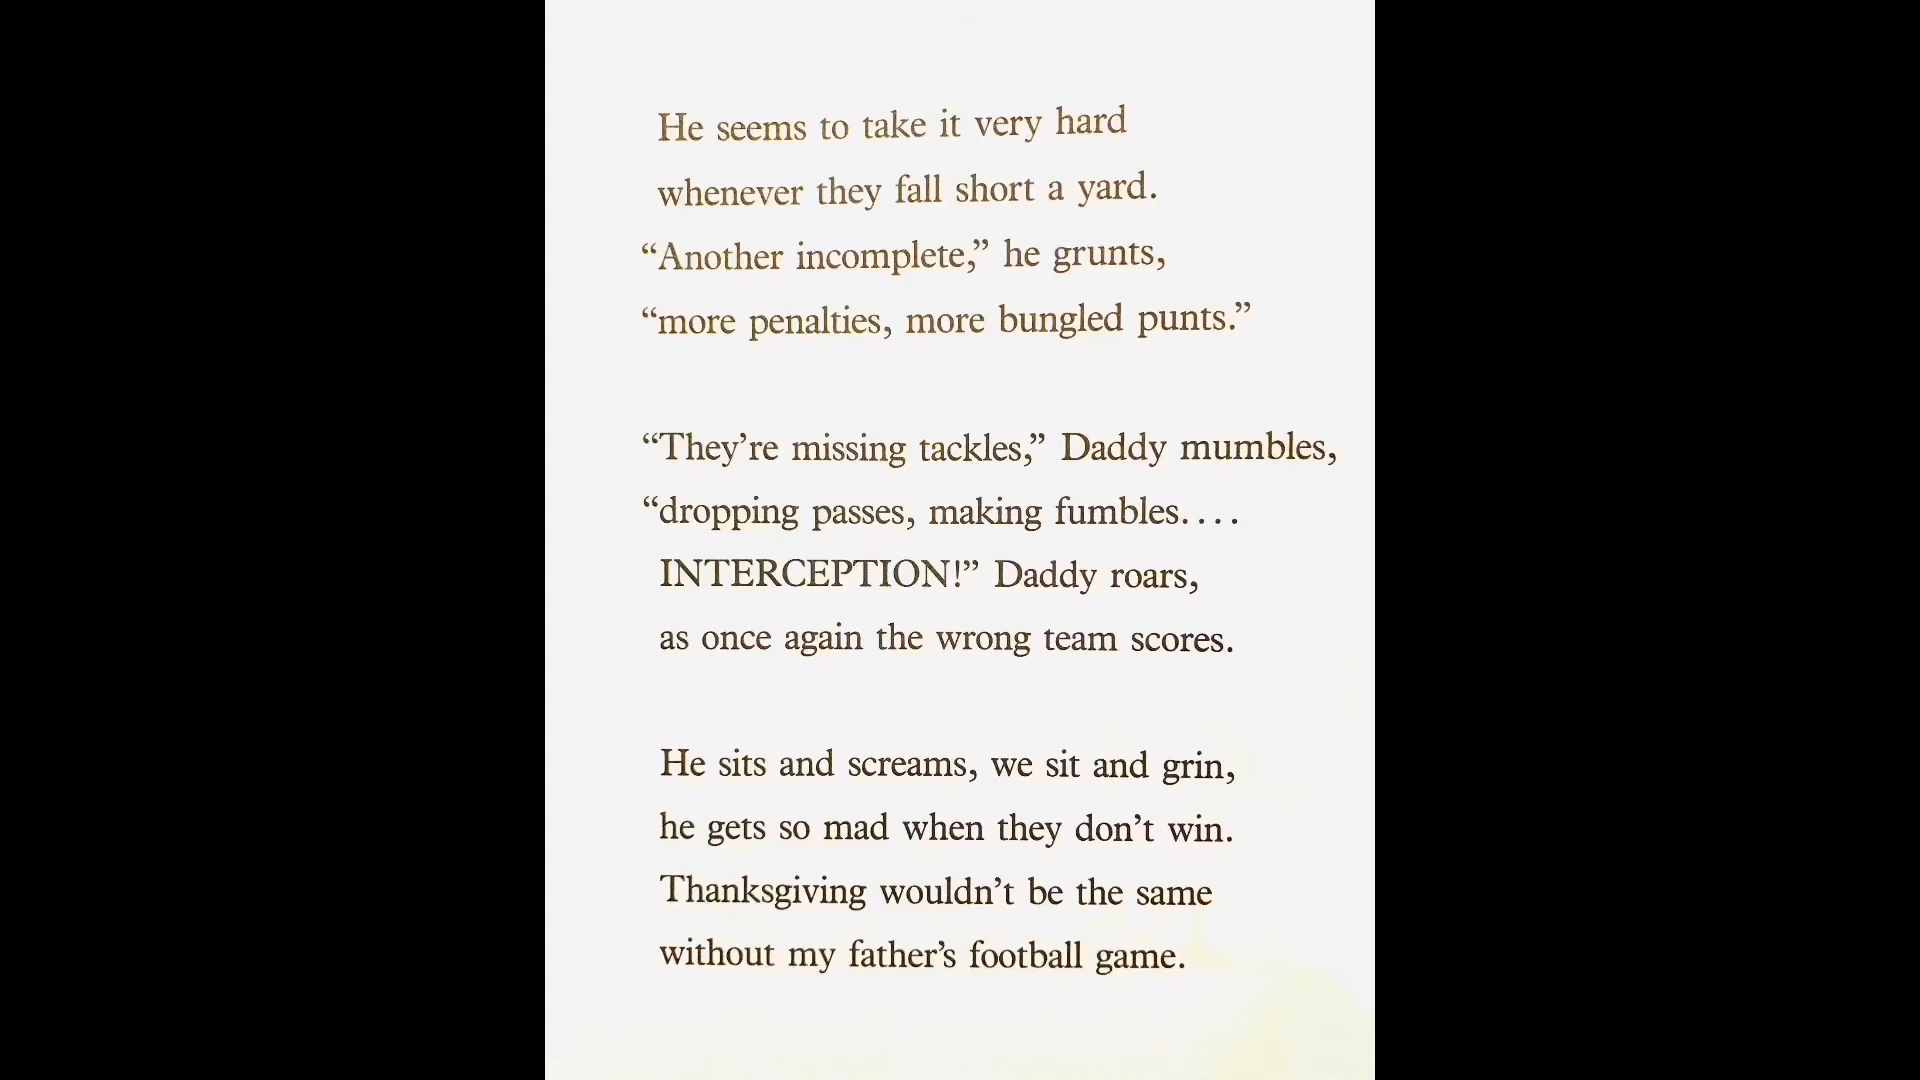 He seems to take it very hard
whenever they fall short a yard.
“Another incomplete,” he grunts,
“more penalties, more bungled punts.”
“They’re missing tackles,” Daddy mumbles,
“dropping passes, making fumbles. . . .
INTERCEPTION!” Daddy roars,
as once again the wrong team scores.
He sits and screams, we sit and grin,
he gets so mad when they don’t win.
Thanksgiving wouldn’t be the same
without my father’s football game.